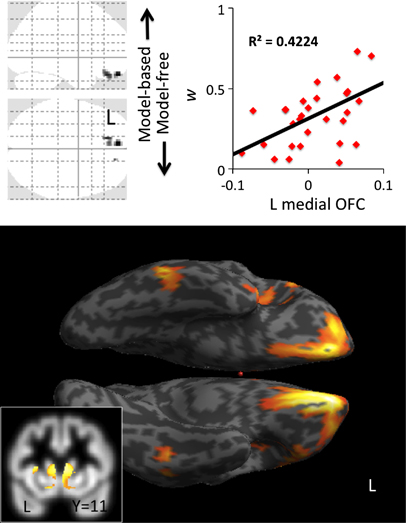 L
Model-based
Model-free
w
1
0.5
0
R² = 0.4224
-0.1
0
0.1
L medial OFC
L
L
Y=11